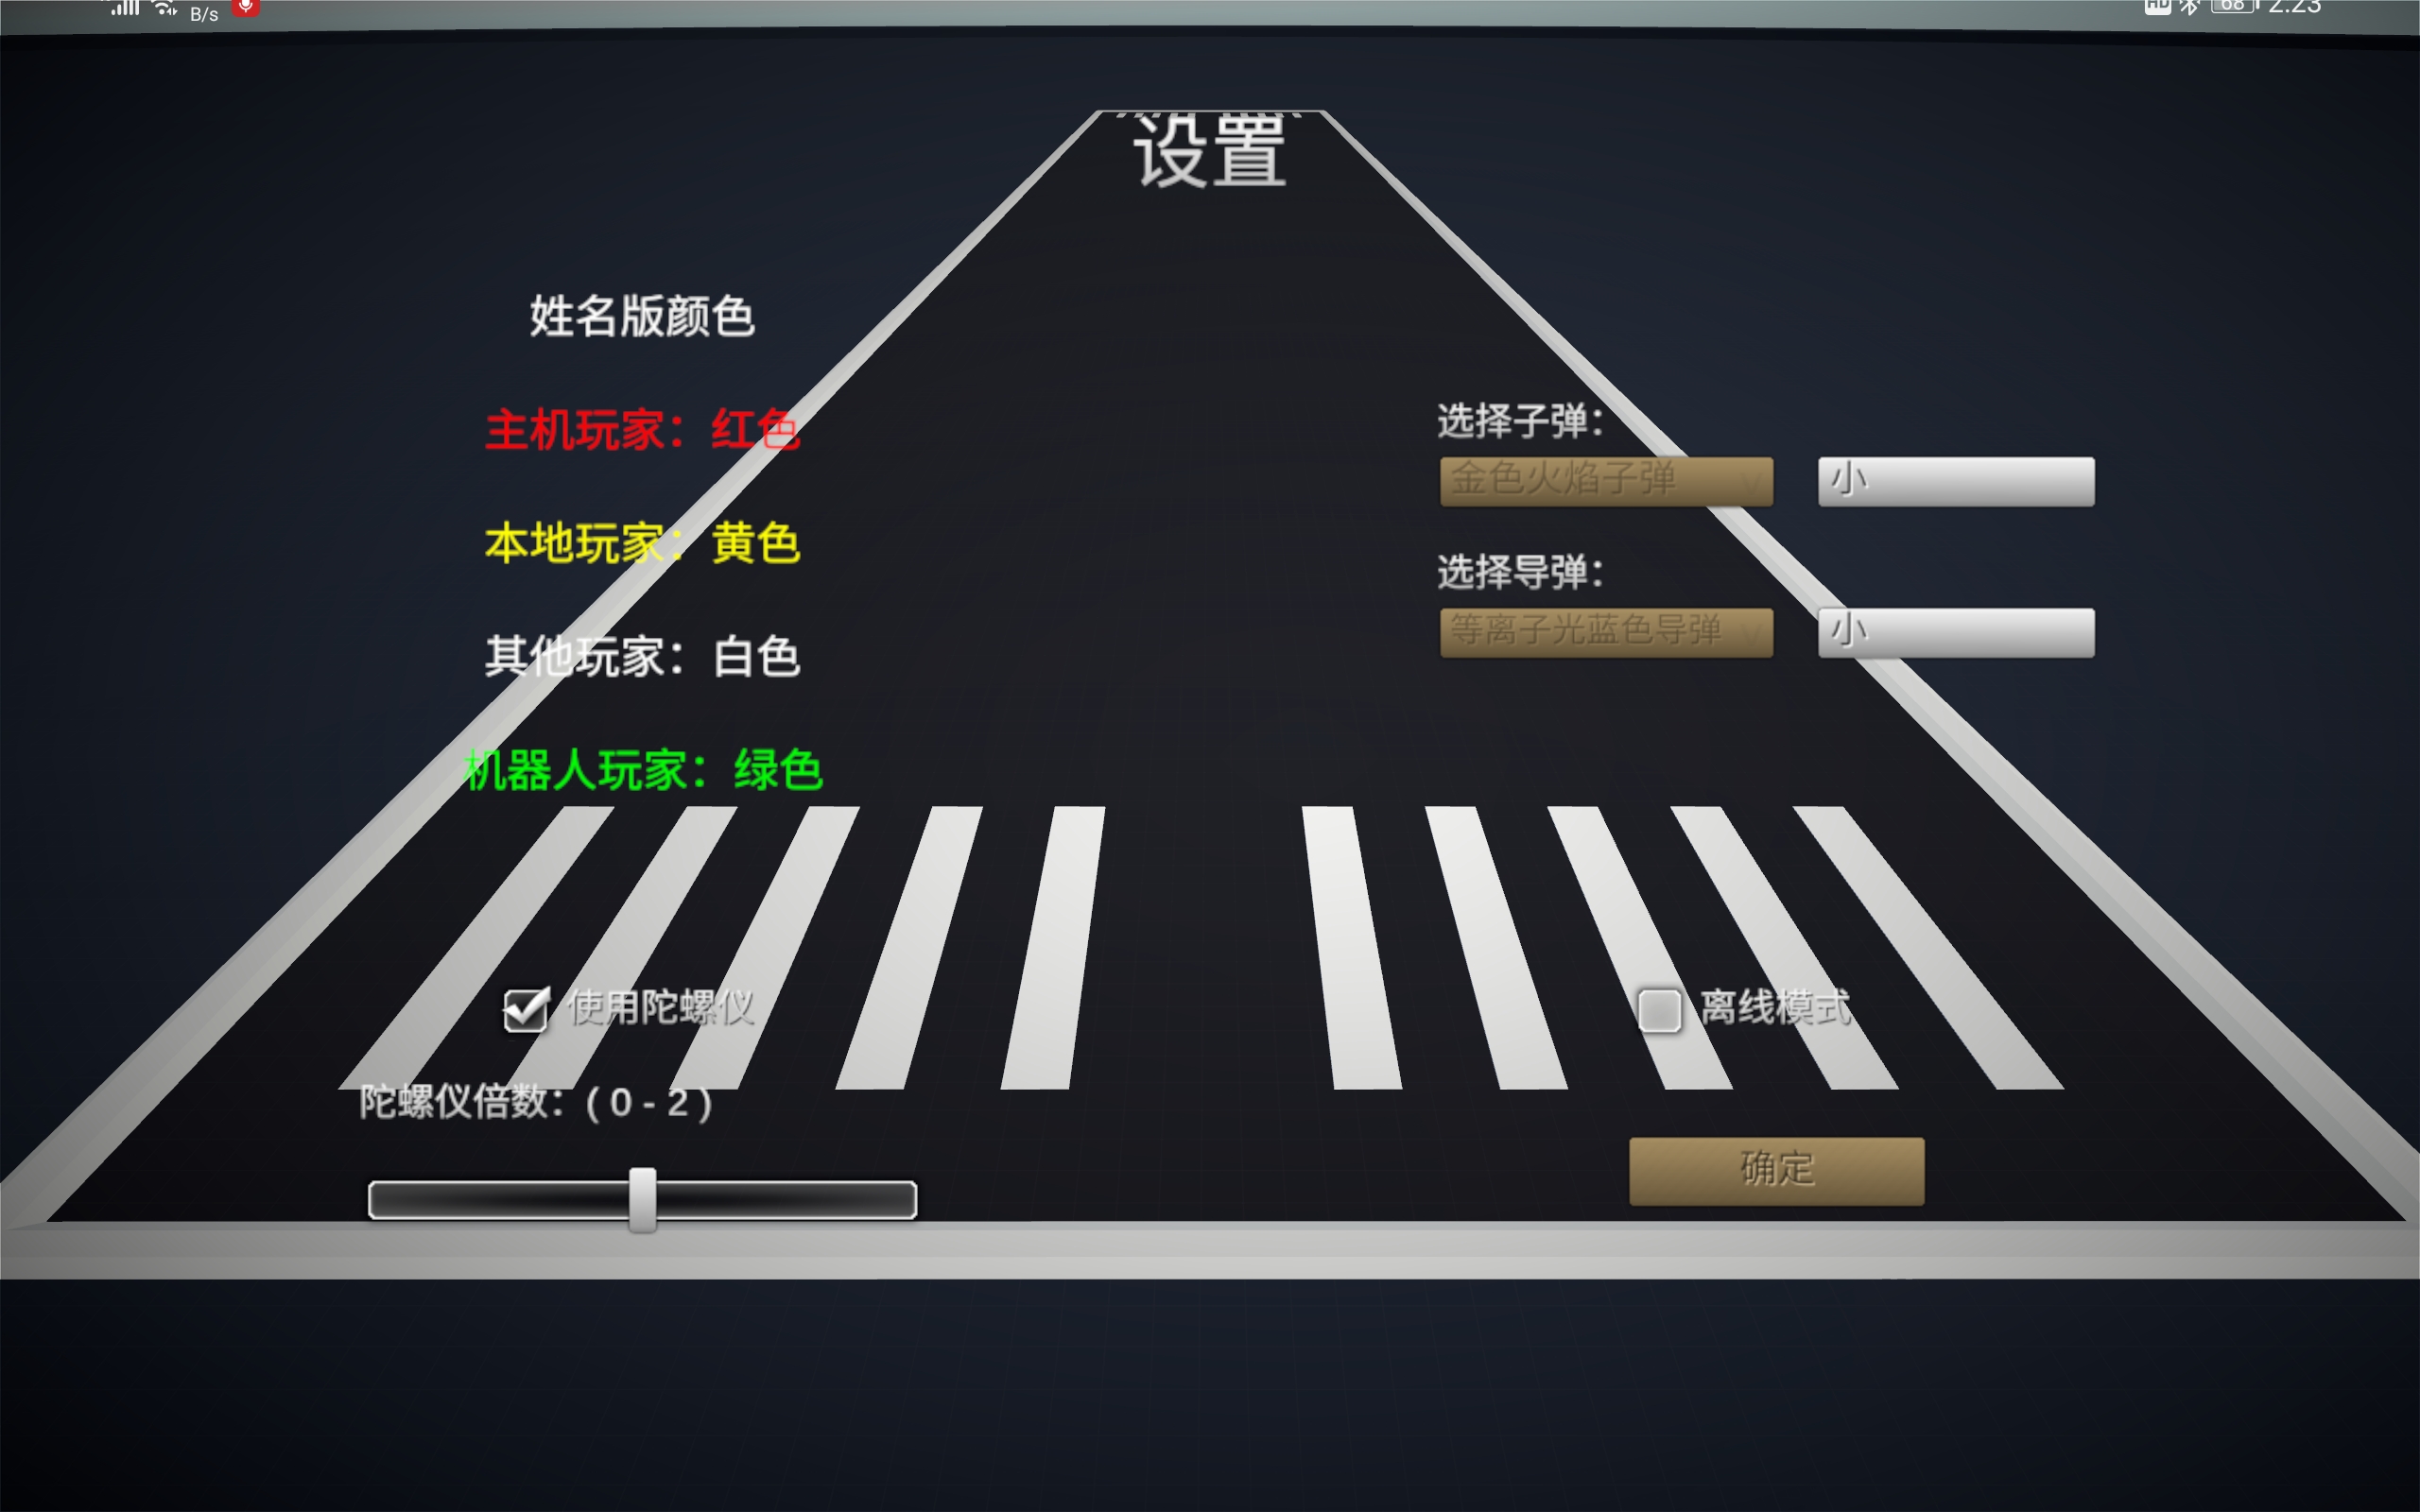 B/s
HD 68 2:23
设置
姓名版颜色
主机玩家：红色
本地玩家：黄色
其他玩家：白色
机器人玩家：绿色
选择子弹：
金色火焰子弹
小
选择导弹：
等离子光蓝色导弹
小
使用陀螺仪
离线模式
陀螺仪倍数：( 0 - 2 )
确定